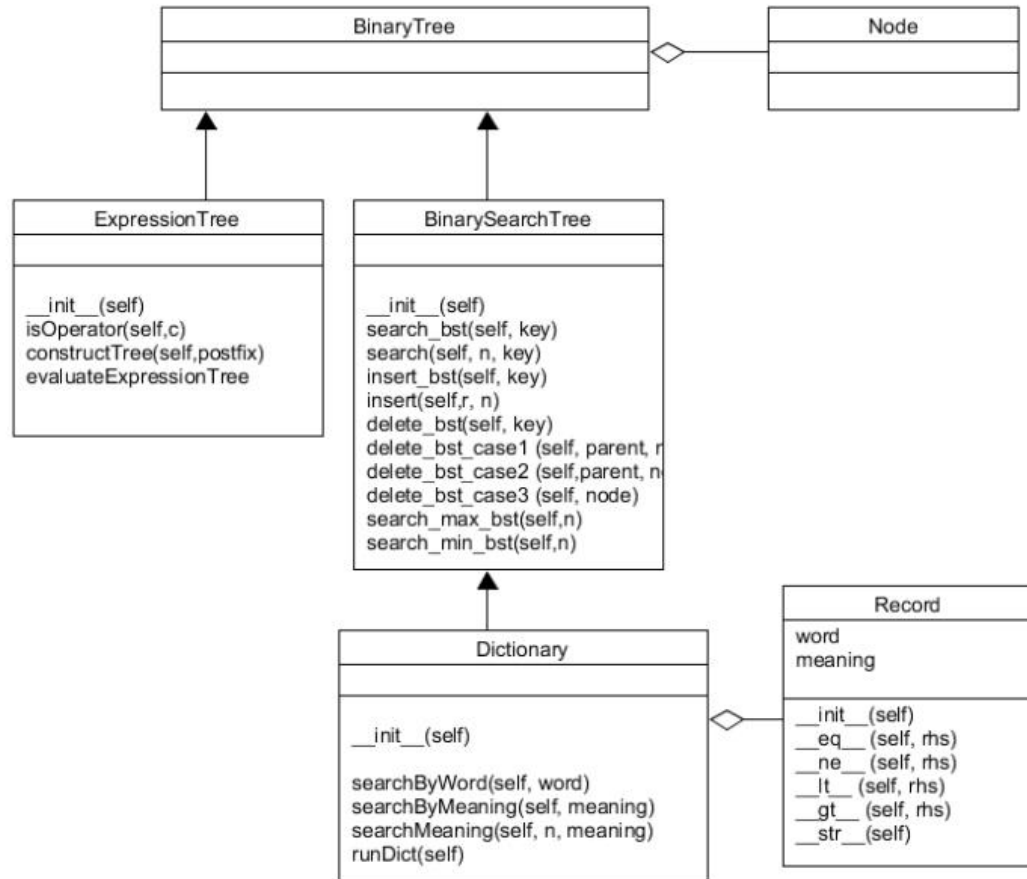 BinaryTree
Node
ExpressionTree
__init__(self)
isOperator(self,c)
constructTree(self,postfix)
evaluateExpressionTree
BinarySearchTree
__init__(self)
search_bst(self, key)
search(self, n, key)
insert_bst(self, key)
insert(self,r, n)
delete_bst(self, key)
delete_bst_case1 (self, parent,
delete_bst_case2 (self,parent,
delete_bst_case3 (self, node)
search_max_bst(self,n)
search_min_bst(self,n)
Dictionary
__init__(self)
searchByWord(self, word)
searchByMeaning(self, meaning)
searchMeaning(self, n, meaning)
runDict(self)
Record
word
meaning
__init__(self)
__eq__ (self, rhs)
__ne__ (self, rhs)
__lt__ (self, rhs)
__gt__ (self, rhs)
__str__(self)